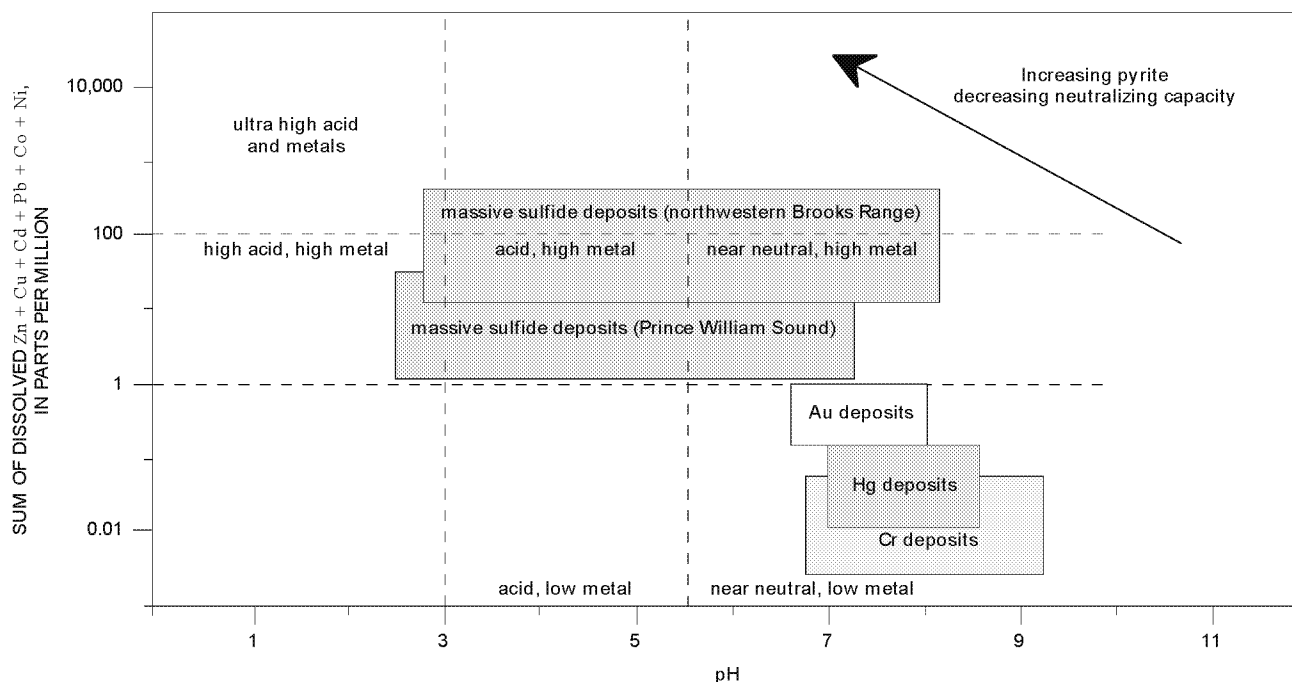 SUM OF DISSOLVED Zn + Cu + Cd + Pb + Co + Ni,
IN PARTS PER MILLION
10,000
100
1
0.01
Increasing pyrite
decreasing neutralizing capacity
ultra high acid
and metals
massive sulfide deposits (northwestern Brooks Range)
high acid, high metal
acid, high metal
near neutral, high metal
massive sulfide deposits (Prince William Sound)
Au deposits
Hg deposits
Cr deposits
acid, low metal
near neutral, low metal
1
3
5
7
9
11
pH